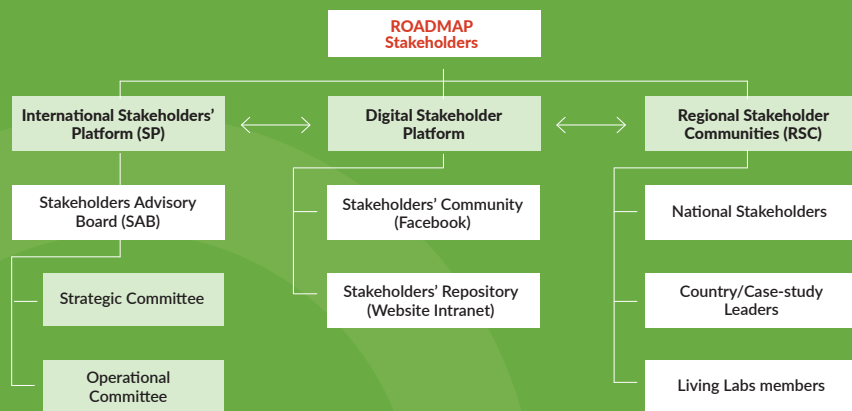 ROADMAP
Stakeholders
International Stakeholders’
Platform (SP)
Digital Stakeholder
Platform
Regional Stakeholder
Communities (RSC)
Stakeholders Advisory
Board (SAB)
Stakeholders’ Community
(Facebook)
National Stakeholders
Strategic Committee
Stakeholders’ Repository
(Website Intranet)
Country/Case-study
Leaders
Operational
Committee
Living Labs members